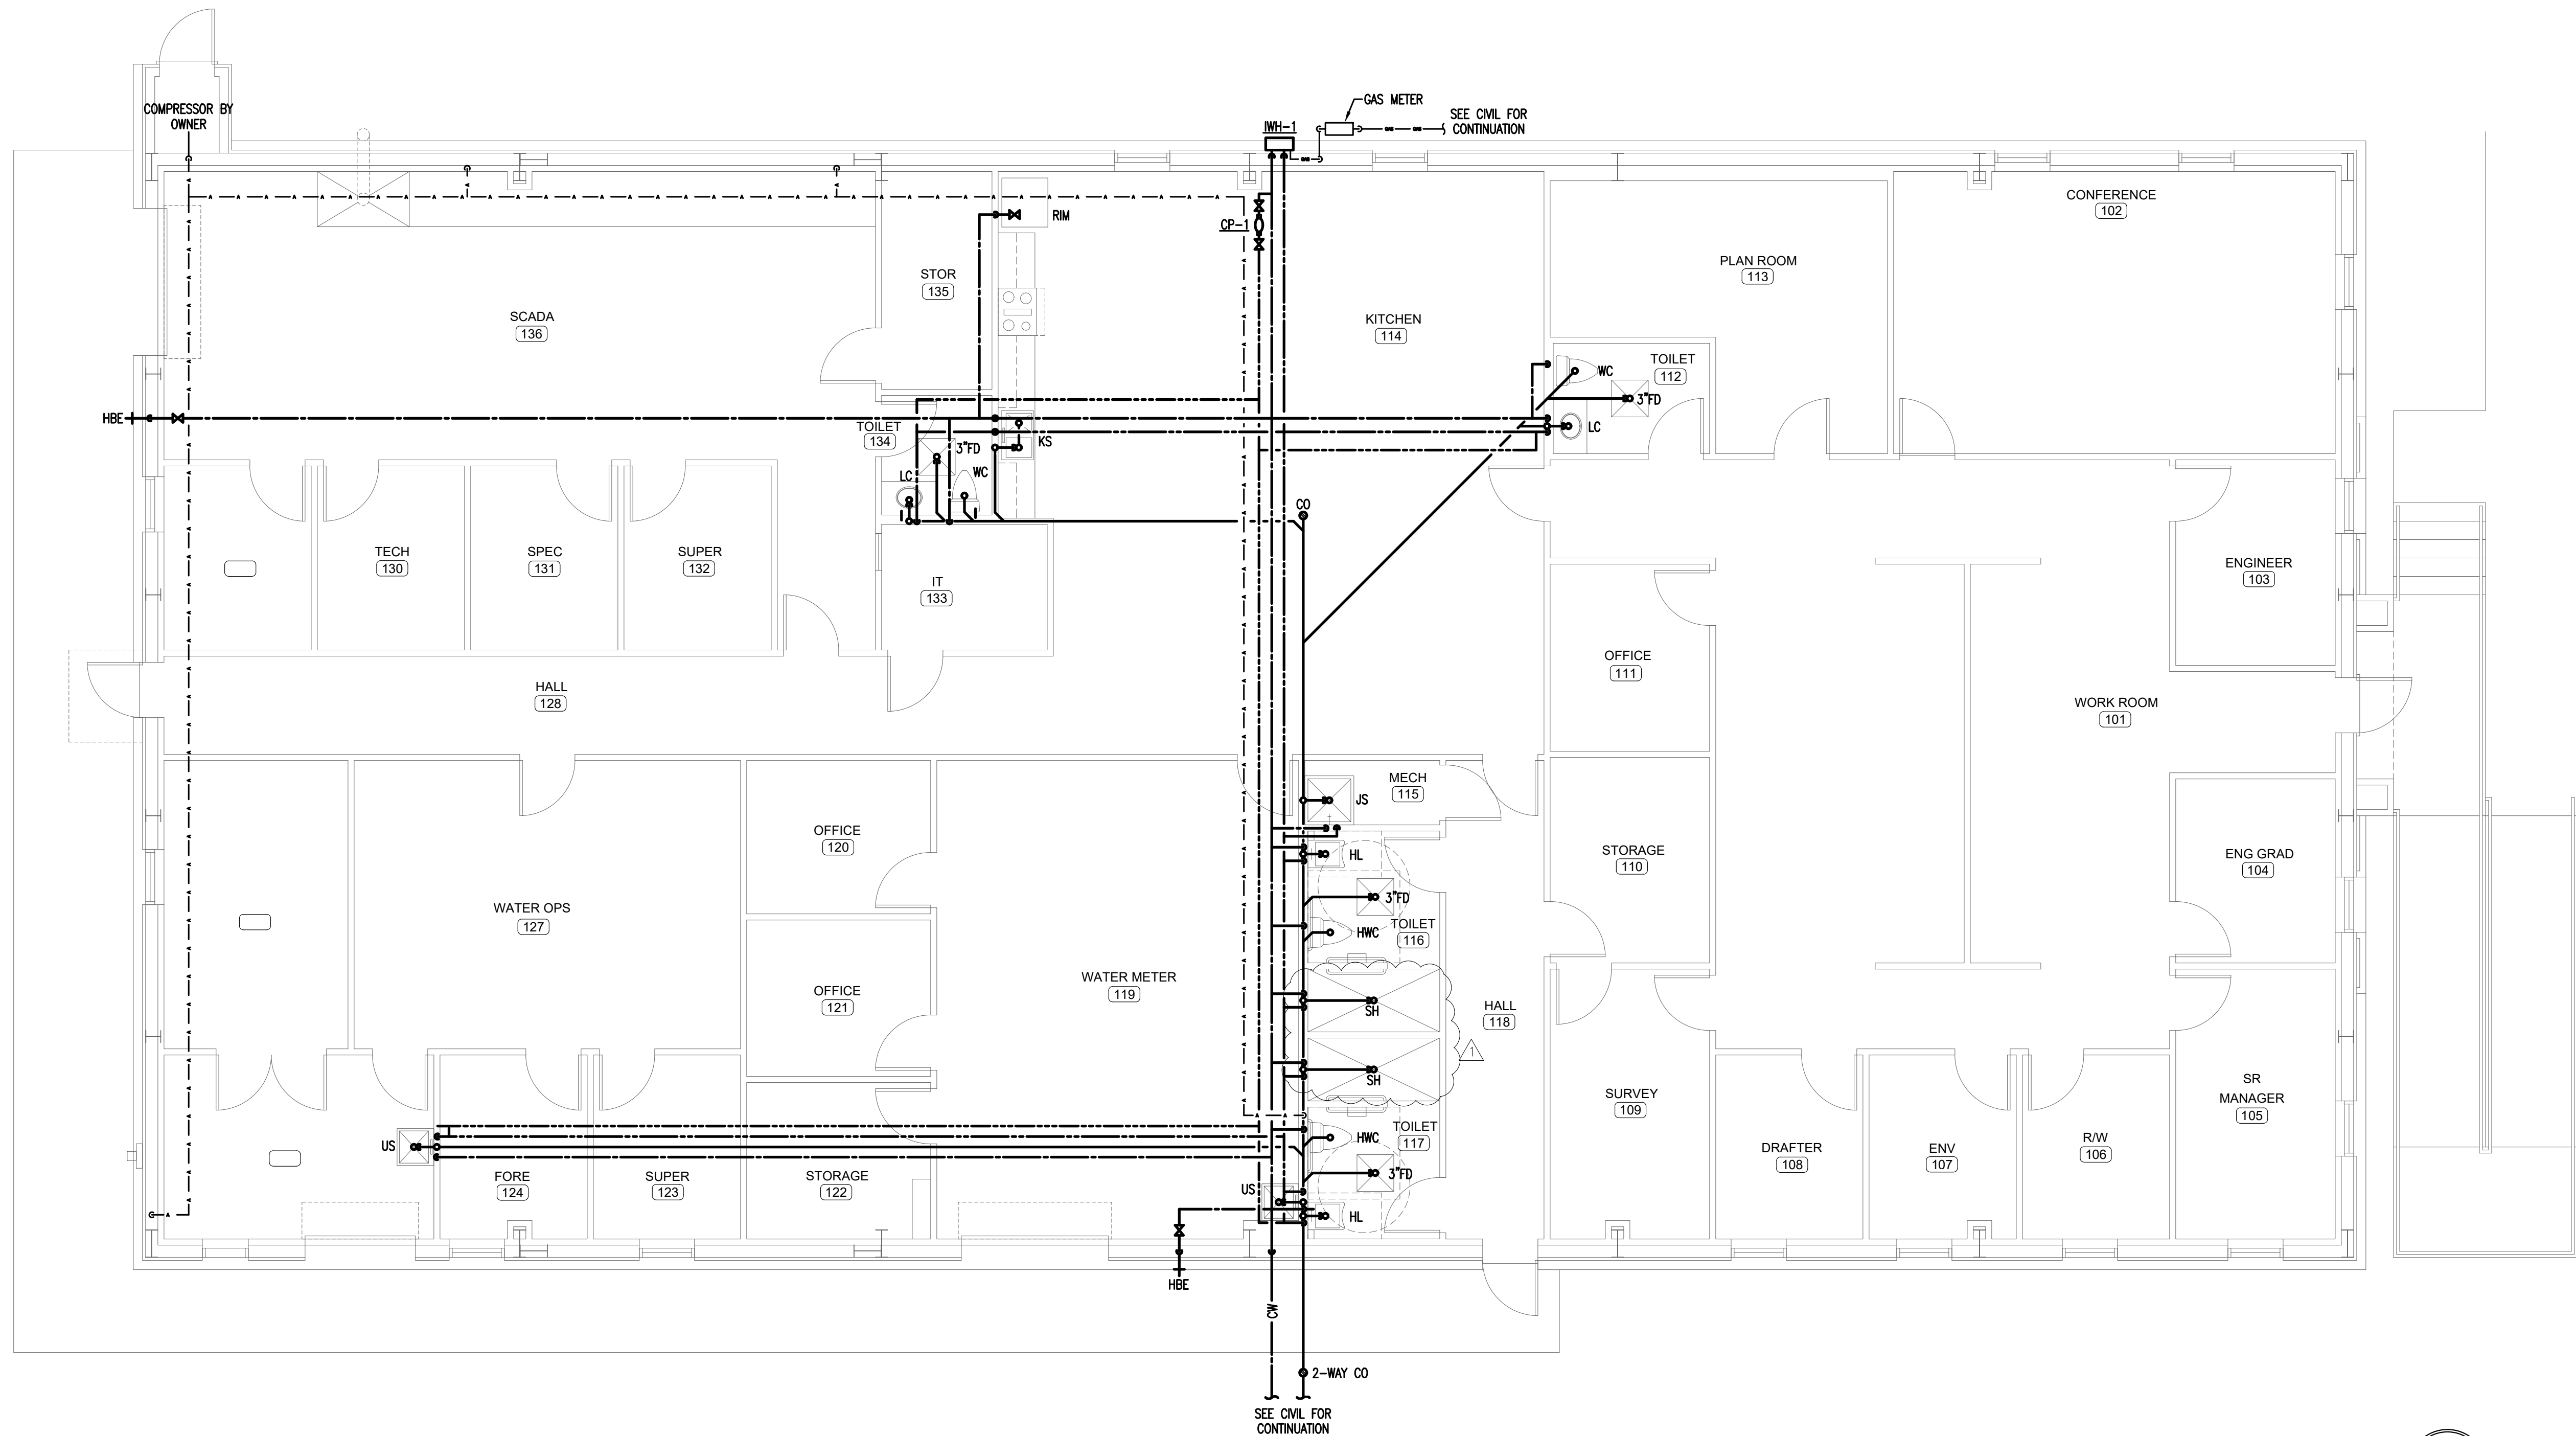 COMPRESSOR BY
OWNER
GAS METER
SEE CIVIL FOR
CONTINUATION
IWH-1
GAS
GAS
GAS
CP-1
RIM
CONFERENCE
102
PLAN ROOM
113
STOR
135
SCADA
136
KITCHEN
114
TOILET
112
WC
3"FD
LC
HBE
TOILET
134
3"FD
KS
WC
LC
CO
TECH
130
SPEC
131
SUPER
132
IT
133
ENGINEER
103
OFFICE
111
HALL
128
WORK ROOM
101
MECH
115
JS
OFFICE
120
HL
STORAGE
110
ENG GRAD
104
3"FD
WATER OPS
127
TOILET
116
HWC
WATER METER
119
OFFICE
121
HALL
118
SH
1
SH
SURVEY
109
SR
MANAGER
105
TOILET
117
HWC
US
DRAFTER
108
ENV
107
R/W
106
FORE
124
SUPER
123
STORAGE
122
3"FD
US
HL
HBE
CW
2-WAY CO
SEE CIVIL FOR
CONTINUATION